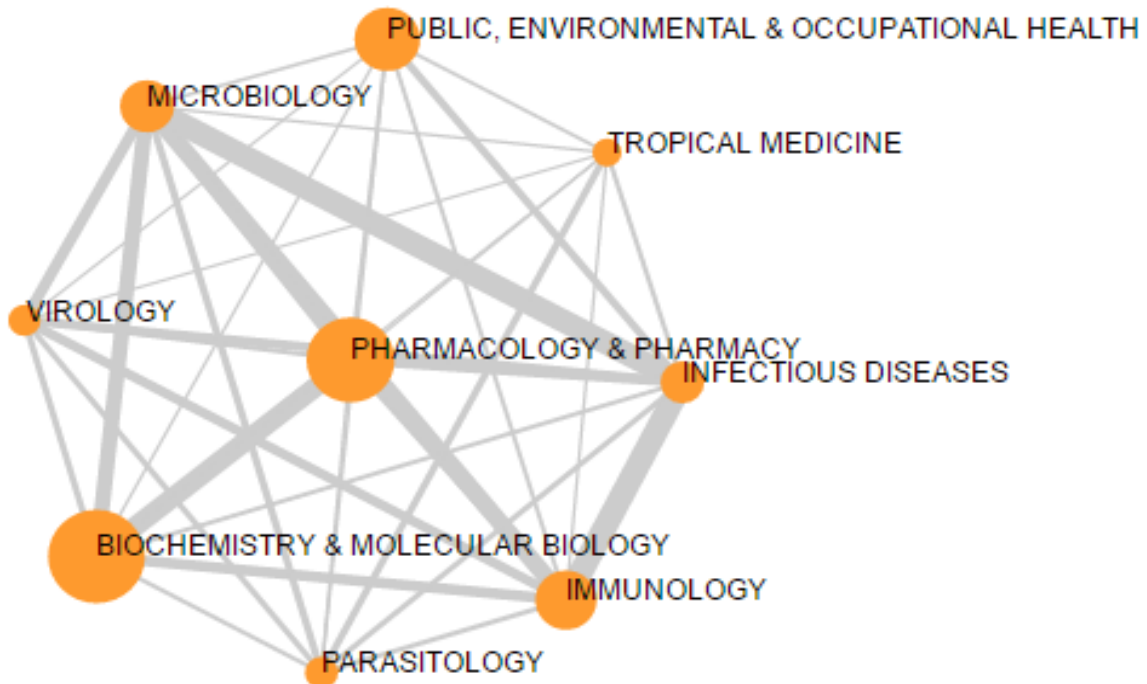 PUBLIC, ENVIRONMENTAL & OCCUPATIONAL HEALTH
MICROBIOLOGY
TROPICAL MEDICINE
VIROLOGY
PHARMACOLOGY & PHARMACY
INFECTIOUS DISEASES
BIOCHEMISTRY & MOLECULAR BIOLOGY
IMMUNOLOGY
PARASITOLOGY